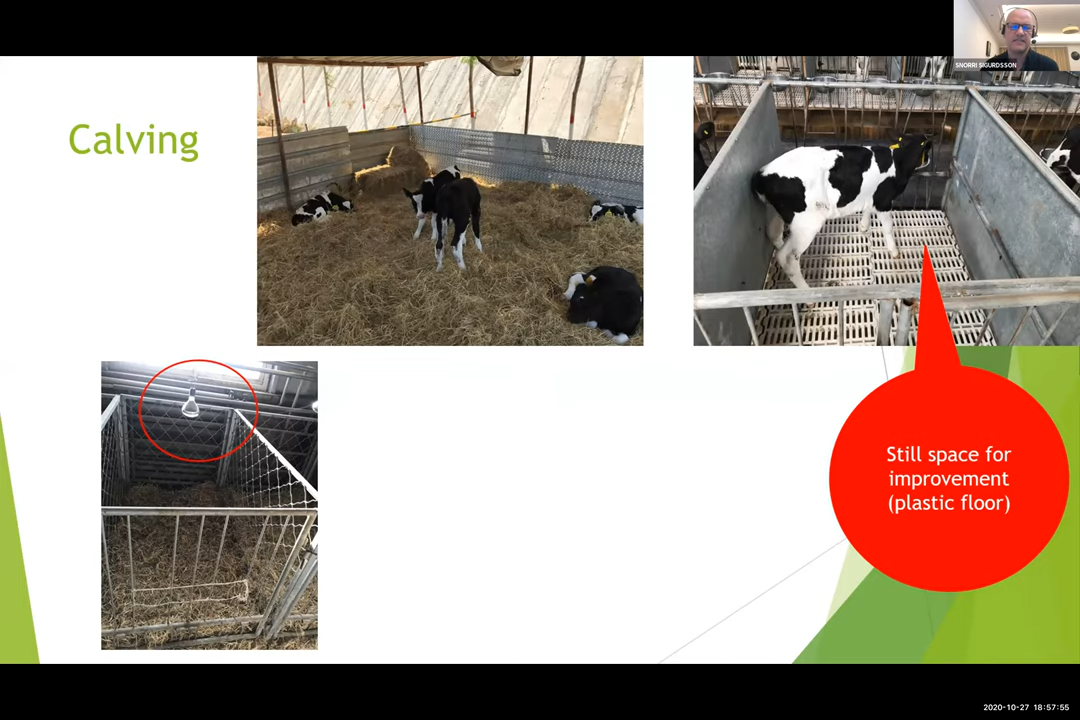 SNORRI SIGURDSSON
Calving
Still space for
improvement
(plastic floor)
2020-10-27 18:57:55